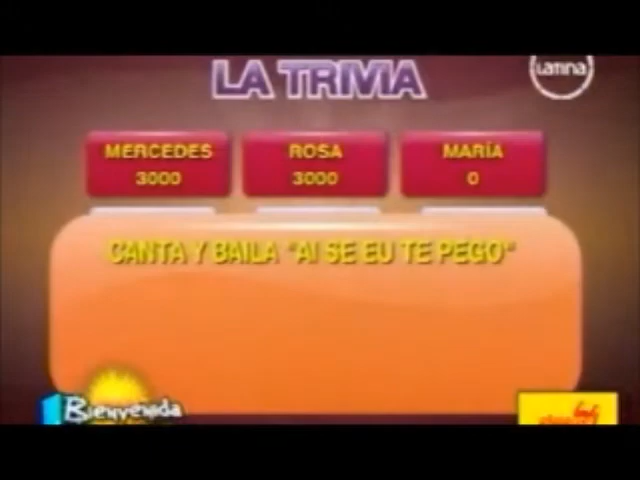 LA TRIVIA
Latina
MERCEDES
3000
ROSA
3000
MARÍA
0
CANTA Y BAILA "AI SE EU TE PEGO"
Bienvenida